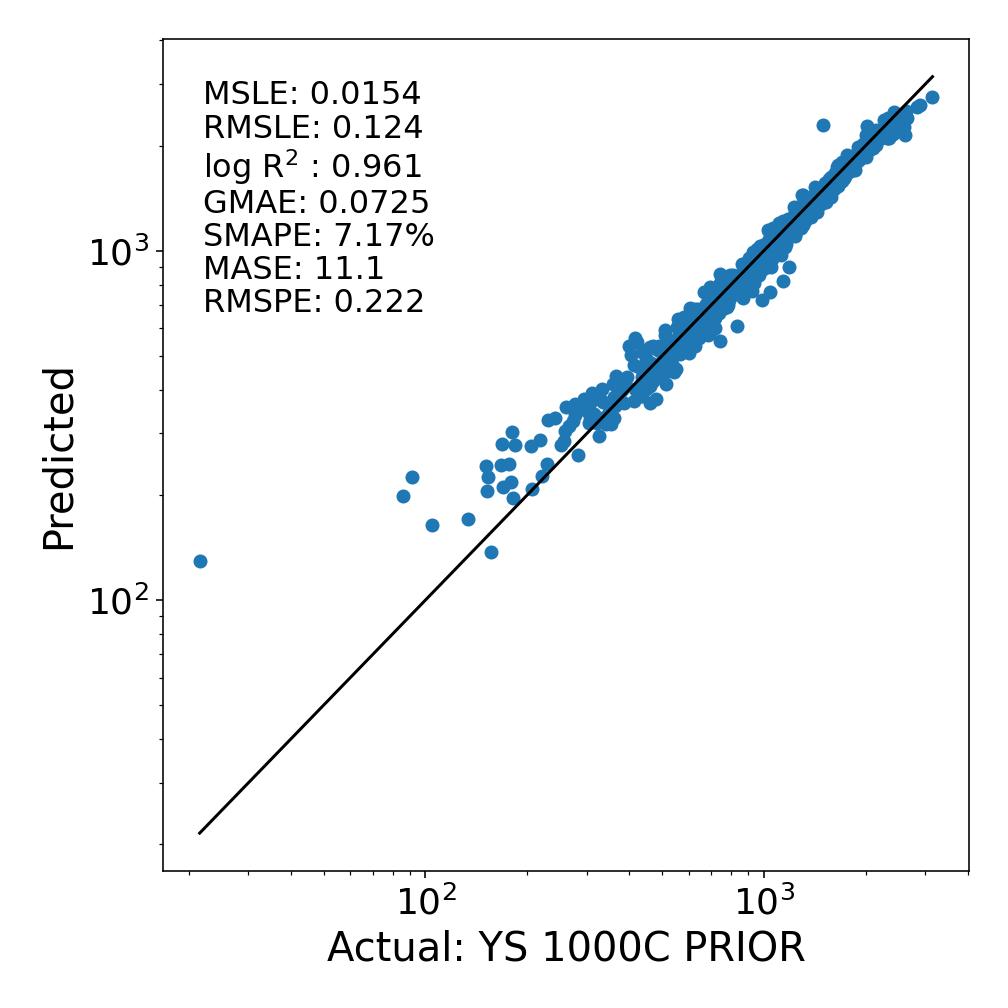 MSLE: 0.0154
RMSLE: 0.124
log R² : 0.961
GMAE: 0.0725
SMAPE: 7.17%
MASE: 11.1
RMSPE: 0.222
10³
10²
Predicted
10² 10³
Actual: YS 1000C PRIOR